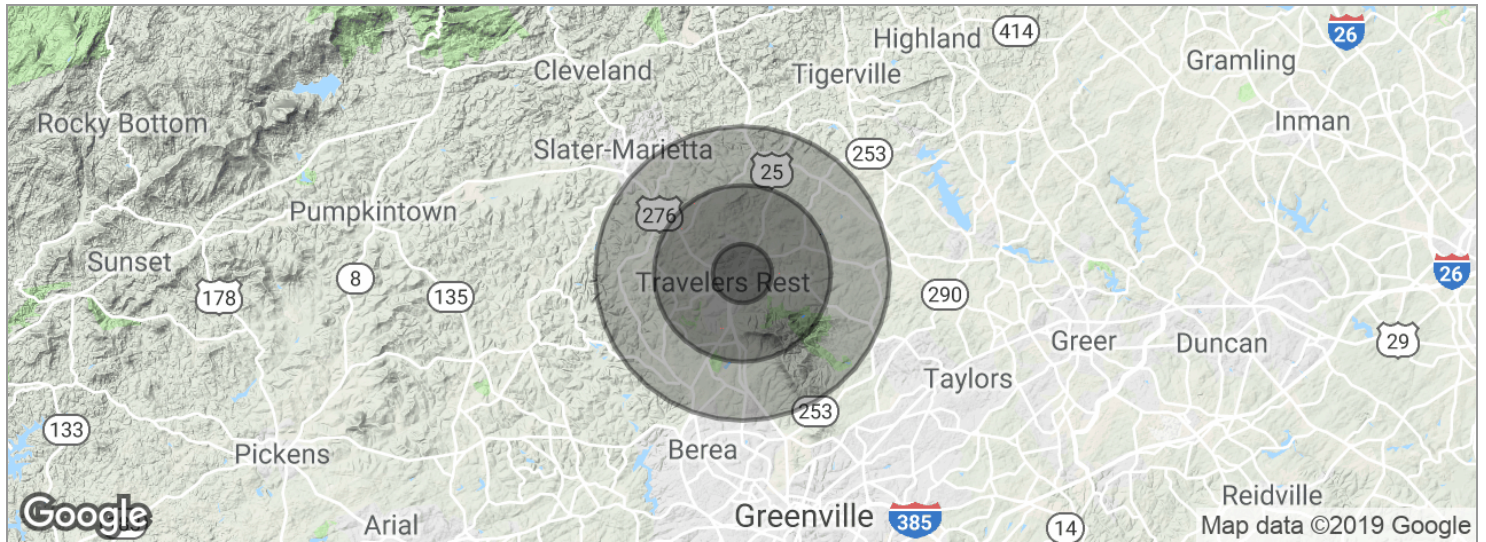 Highland
414
26
Cleveland
Tigerville
Gramling
Rocky Bottom
Inman
Slater-Marietta
253
25
Pumpkintown
276
Sunset
178
8
135
Travelers Rest
290
26
Greer
Duncan
29
Taylors
253
133
Pickens
Berea
Google
Arial
Greenville
385
14
Reidville
Map data ©2019 Google